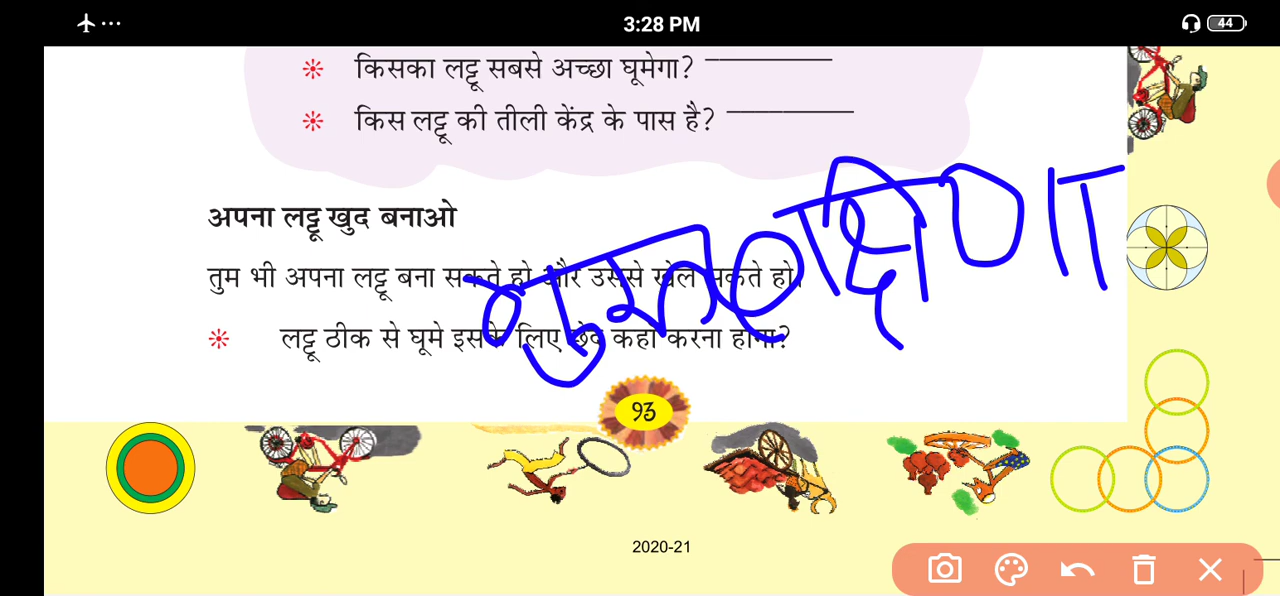 3:28 PM
44
किसका लट्टू सबसे अच्छा घूमेगा?
किस लट्टू की तीली केंद्र के पास है?
अपना लट्टू खुद बनाओ
तुम भी अपना लट्टू बना सकते हो और उससे खेल सकते हो।
लट्टू ठीक से घूमे इसके लिए छेद कहाँ करना होगा?
93
2020-21